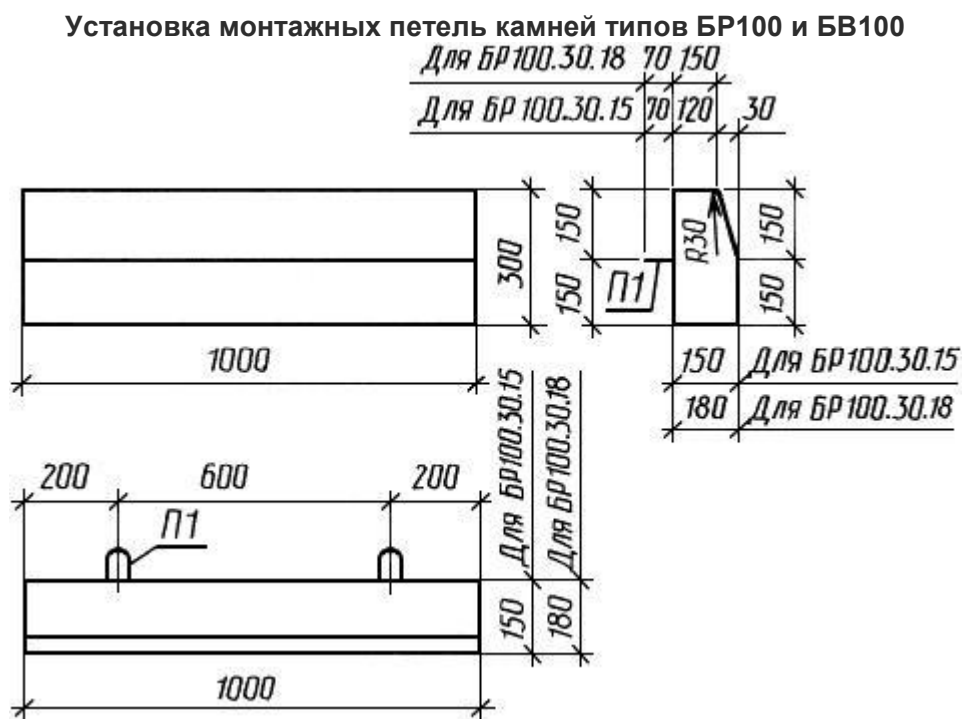 Установка монтажных петель камней типов БР100 и БВ100
Для БР100.30.18 70 150
Для БР100.30.15 70 120 30
150
150
R30
150
150
П1
300
1000
150 Для БР100.30.15
180 Для БР100.30.18
200 600 200
П1
Для БР100.30.15
Для БР100.30.18
150
180
1000